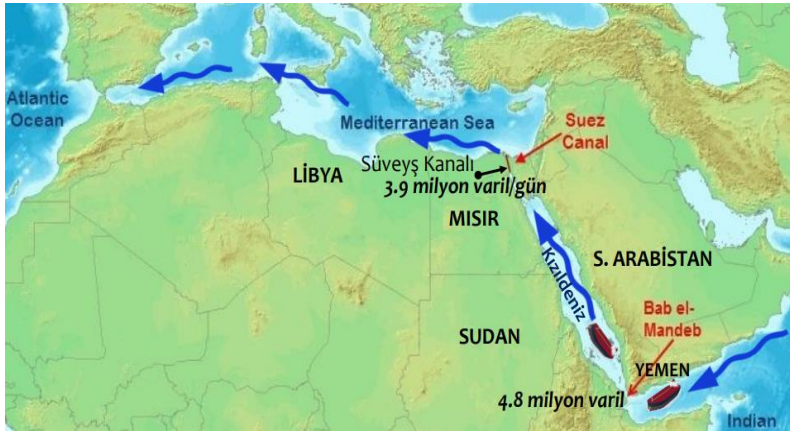 Atlantic
Ocean
Mediterranean Sea
Suez
Canal
Süveyş Kanalı
3.9 milyon varil/gün
LİBYA
MISIR
Kızıldeniz
S. ARABİSTAN
Bab el-
Mandeb
SUDAN
YEMEN
4.8 milyon varil
Indian